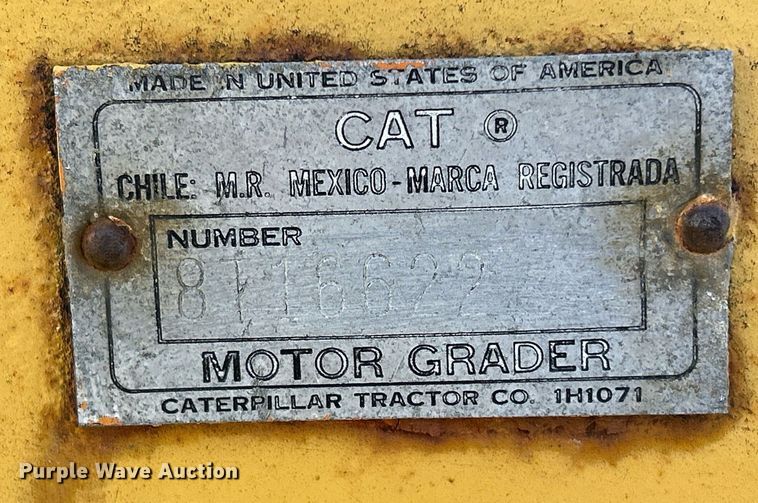 MADE IN UNITED STATES OF AMERICA
CAT ®
CHILE: M.R. MEXICO - MARCA REGISTRADA
NUMBER
8T16622
MOTOR GRADER
CATERPILLAR TRACTOR CO. 1H1071
Purple Wave Auction